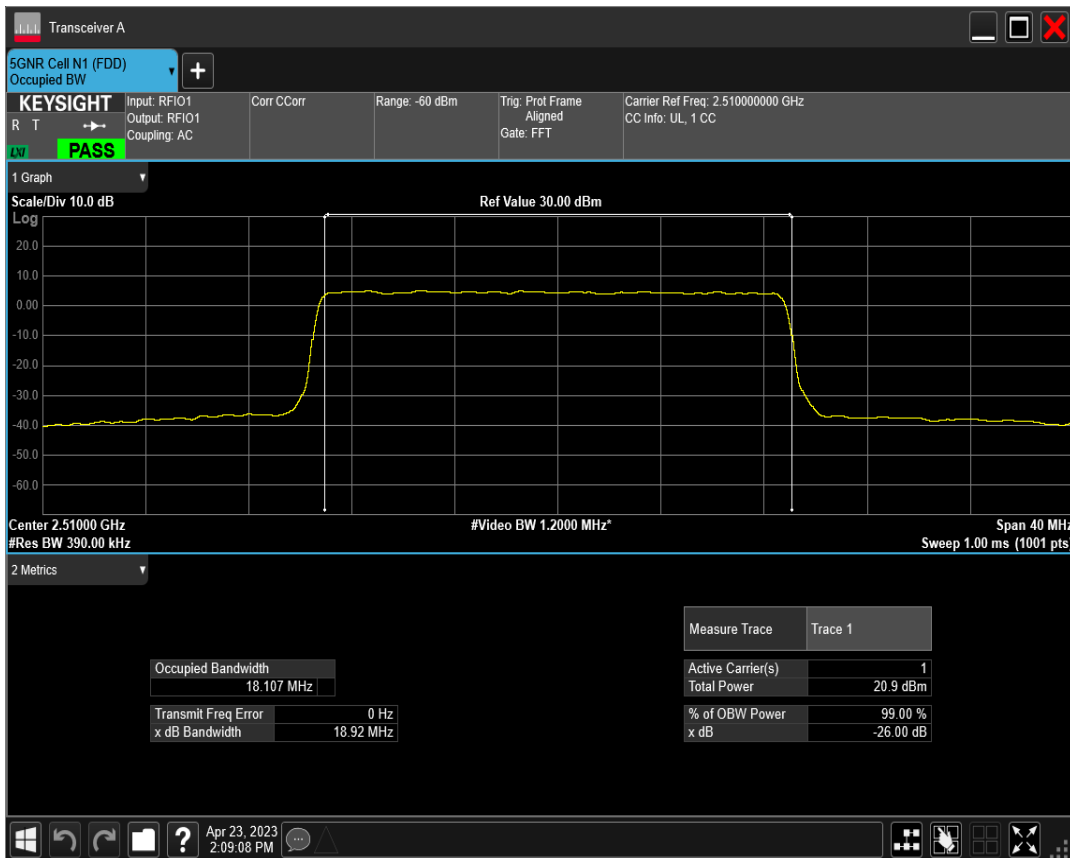 Transceiver A
5GNR Cell N1 (FDD)
Occupied BW
+
KEYSIGHT
R T
LXI
PASS
Input: RFIO1
Output: RFIO1
Coupling: AC
Corr CCorr
Range: -60 dBm
Trig: Prot Frame
Aligned
Gate: FFT
Carrier Ref Freq: 2.510000000 GHz
CC Info: UL, 1 CC
1 Graph
Scale/Div 10.0 dB
Ref Value 30.00 dBm
Log
20.0
10.0
0.00
-10.0
-20.0
-30.0
-40.0
-50.0
-60.0
Center 2.51000 GHz
#Video BW 1.2000 MHz*
Span 40 MHz
#Res BW 390.00 kHz
Sweep 1.00 ms (1001 pts)
2 Metrics
Measure Trace Trace 1
Occupied Bandwidth
18.107 MHz
Active Carrier(s) 1
Total Power 20.9 dBm
Transmit Freq Error 0 Hz
x dB Bandwidth 18.92 MHz
% of OBW Power 99.00 %
x dB -26.00 dB
?
Apr 23, 2023
2:09:08 PM